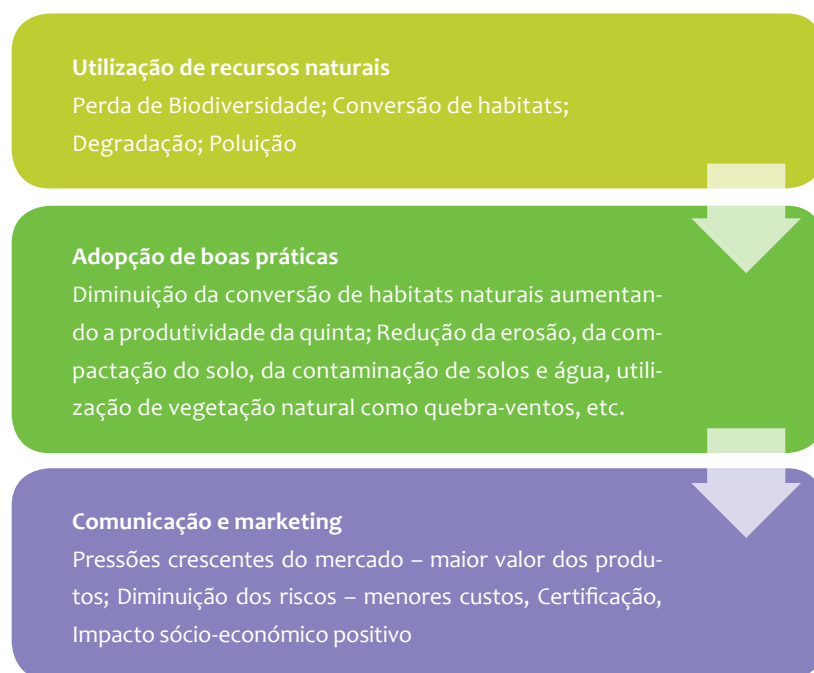 Utilização de recursos naturais
Perda de Biodiversidade; Conversão de habitats;
Degradação; Poluição
Adopção de boas práticas
Diminuição da conversão de habitats naturais aumentan-
do a produtividade da quinta; Redução da erosão, da com-
pactação do solo, da contaminação de solos e água, utili-
zação de vegetação natural como quebra-ventos, etc.
Comunicação e marketing
Pressões crescentes do mercado – maior valor dos produ-
tos; Diminuição dos riscos – menores custos, Certificação,
Impacto sócio-económico positivo